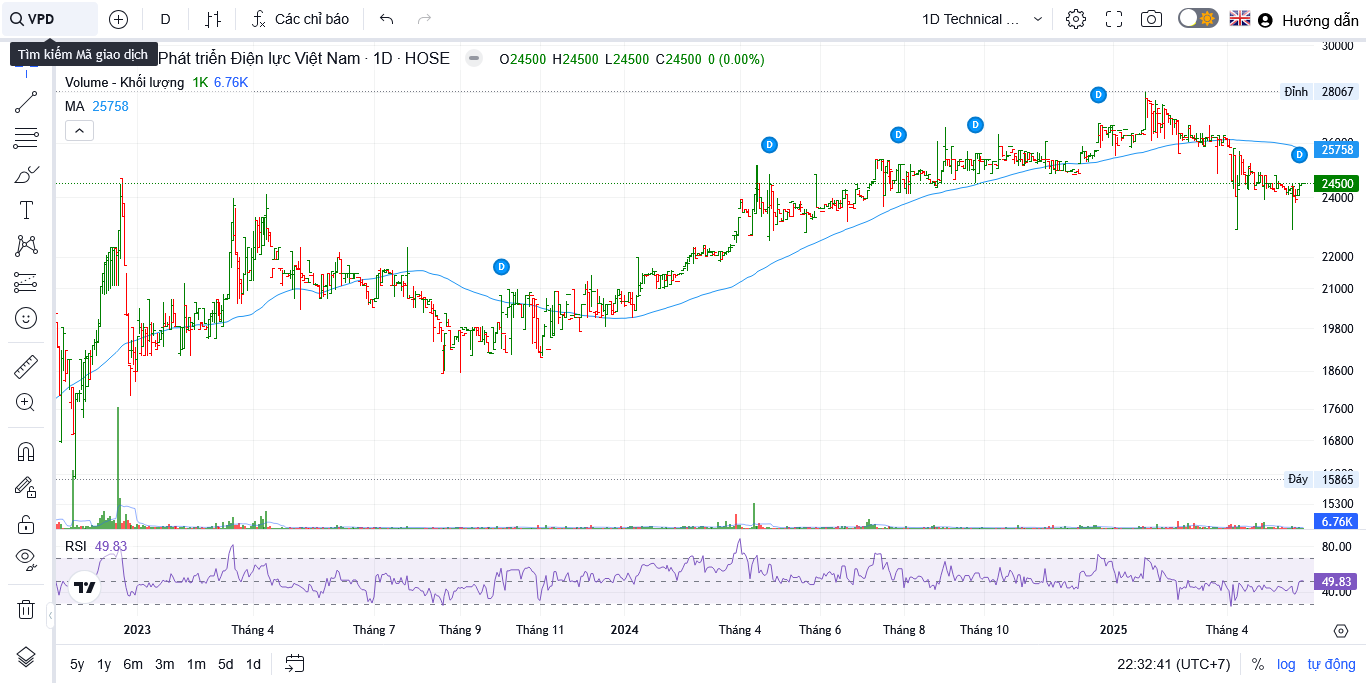 VPD
D
Các chỉ báo
1D Technical ...
Hướng dẫn
Tìm kiếm Mã giao dịch
Phát triển Điện lực Việt Nam · 1D · HOSE
O24500 H24500 L24500 C24500 0 (0.00%)
Volume - Khối lượng 1K 6.76K
MA 25758
30000
Đỉnh 28067
D
D
D
D
D
D
25758
24500
24000
22000
21000
19800
18600
17600
16800
Đáy 15865
15300
6.76K
RSI 49.83
80.00
49.83
40.00
2023 Tháng 4 Tháng 7 Tháng 9 Tháng 11 2024 Tháng 4 Tháng 6 Tháng 8 Tháng 10 2025 Tháng 4
5y 1y 6m 3m 1m 5d 1d
22:32:41 (UTC+7) % log tự động